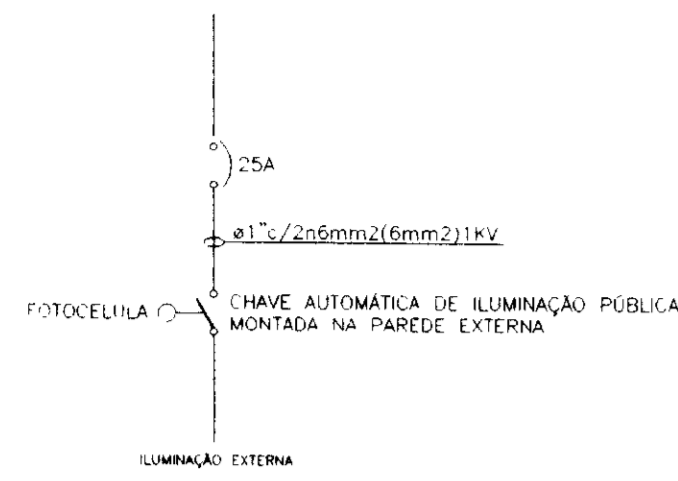 25A
ø1"c/2n6mm2(6mm2)1KV
FOTOCELULA
CHAVE AUTOMÁTICA DE ILUMINAÇÃO PÚBLICA
MONTADA NA PAREDE EXTERNA
ILUMINAÇÃO EXTERNA